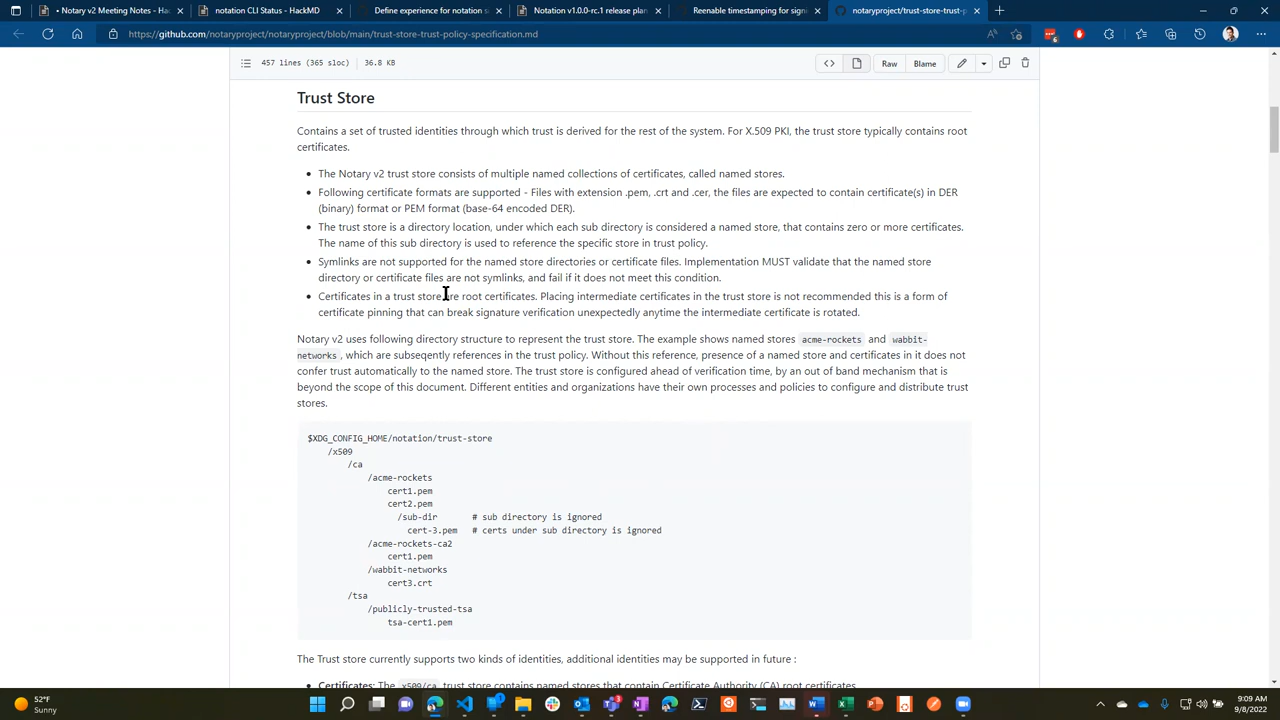 Notary v2 Meeting Notes - Hac
notation CLI Status - HackMD
Define experience for notation s
Notation v1.0.0-rc.1 release plan
Reenable timestamping for sign
notaryproject/trust-store-trust-p
https://github.com/notaryproject/notaryproject/blob/main/trust-store-trust-policy-specification.md
457 lines (365 sloc) 36.8 KB
Raw Blame
Trust Store
Contains a set of trusted identities through which trust is derived for the rest of the system. For X.509 PKI, the trust store typically contains root
certificates.
• The Notary v2 trust store consists of multiple named collections of certificates, called named stores.
• Following certificate formats are supported - Files with extension .pem, .crt and .cer, the files are expected to contain certificate(s) in DER
(binary) format or PEM format (base-64 encoded DER).
• The trust store is a directory location, under which each sub directory is considered a named store, that contains zero or more certificates.
The name of this sub directory is used to reference the specific store in trust policy.
• Symlinks are not supported for the named store directories or certificate files. Implementation MUST validate that the named store
directory or certificate files are not symlinks, and fail if it does not meet this condition.
• Certificates in a trust store are root certificates. Placing intermediate certificates in the trust store is not recommended this is a form of
certificate pinning that can break signature verification unexpectedly anytime the intermediate certificate is rotated.
Notary v2 uses following directory structure to represent the trust store. The example shows named stores acme-rockets and wabbit-
networks , which are subseqently references in the trust policy. Without this reference, presence of a named store and certificates in it does not
confer trust automatically to the named store. The trust store is configured ahead of verification time, by an out of band mechanism that is
beyond the scope of this document. Different entities and organizations have their own processes and policies to configure and distribute trust
stores.
$XDG_CONFIG_HOME/notation/trust-store
/x509
/ca
/acme-rockets
cert1.pem
cert2.pem
/sub-dir # sub directory is ignored
cert-3.pem # certs under sub directory is ignored
/acme-rockets-ca2
cert1.pem
/wabbit-networks
cert3.crt
/tsa
/publicly-trusted-tsa
tsa-cert1.pem
The Trust store currently supports two kinds of identities, additional identities may be supported in future :
• Certificates: The x509/ca trust store contains named stores that contain Certificate Authority (CA) root certificates.
52°F
Sunny
9:09 AM
9/8/2022